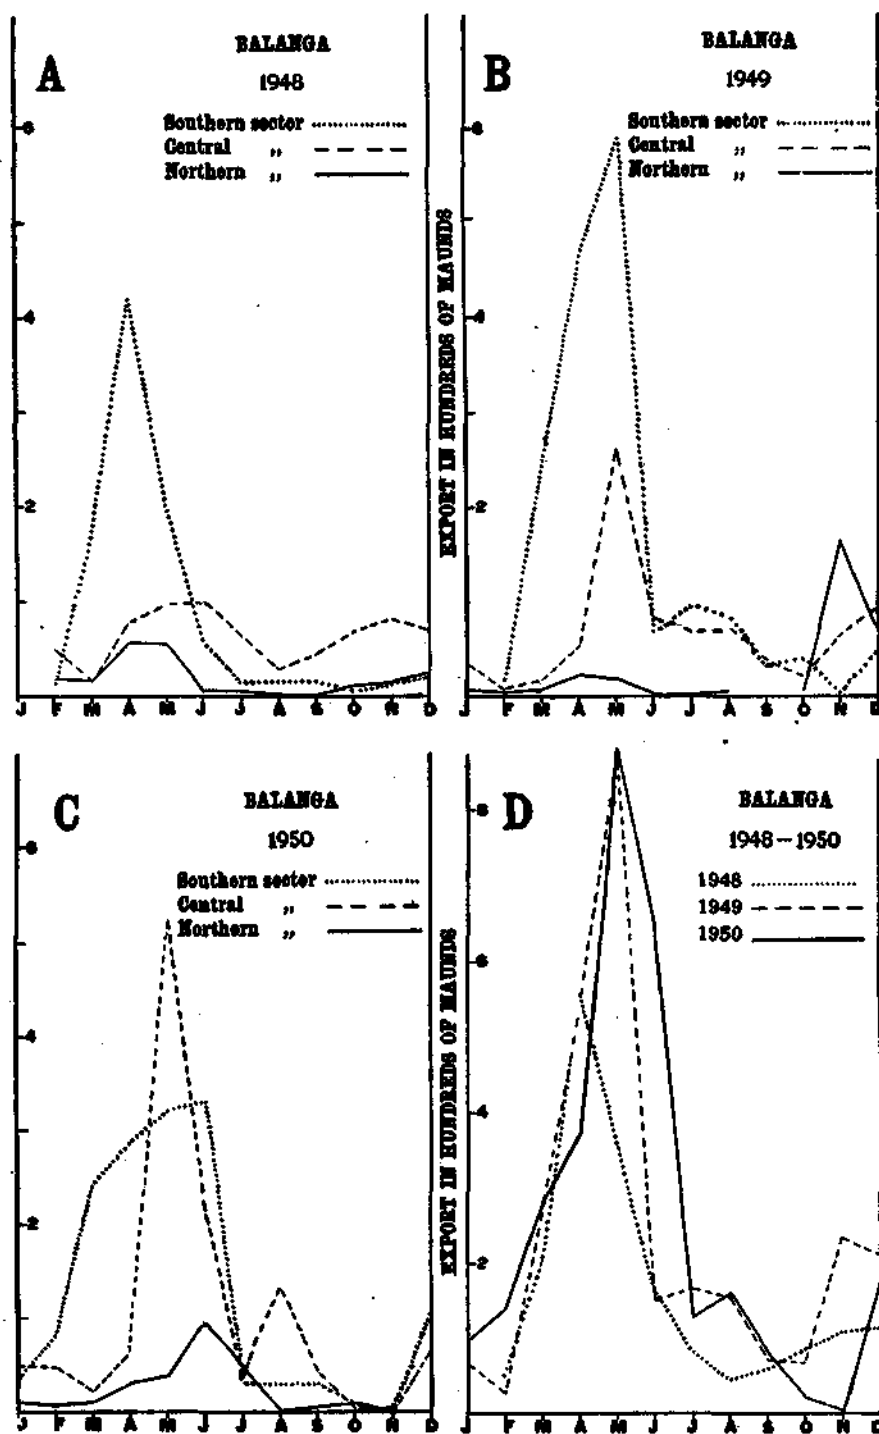 A
BALANGA
1948
Southern sector
Central „
Northern „
6
4
2
J F M A M J J A S O N D
EXPORT IN HUNDREDS OF MAUNDS
B
BALANGA
1949
Southern sector
Central „
Northern „
6
4
2
J F M A M J J A S O N D
C
BALANGA
1950
Southern sector
Central „
Northern „
6
4
2
J F M A M J J A S O N D
EXPORT IN HUNDREDS OF MAUNDS
D
BALANGA
1948-1950
1948
1949
1950
8
6
4
2
J F M A M J J A S O N D